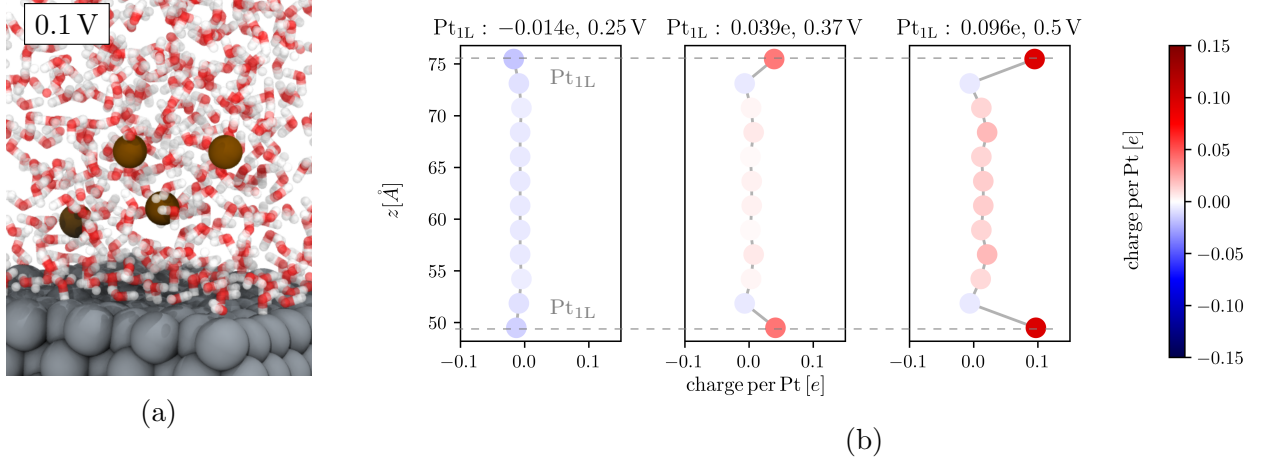 0.1 V
(a)
Pt1L : −0.014e, 0.25 V
Pt1L : 0.039e, 0.37 V
Pt1L : 0.096e, 0.5 V
z[Å]
75
70
65
60
55
50
Pt1L
Pt1L
−0.1
0.0
0.1
−0.1
0.0
0.1
−0.1
0.0
0.1
charge per Pt [e]
charge per Pt [e]
0.15
0.10
0.05
0.00
−0.05
−0.10
−0.15
(b)